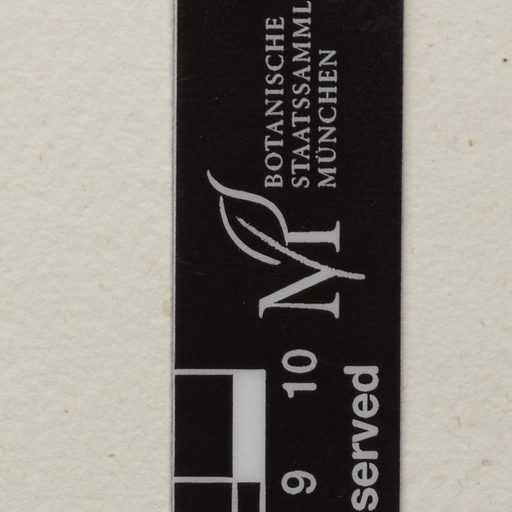 BOTANISCHE
STAATSSAMML
MÜNCHEN
9 10
served